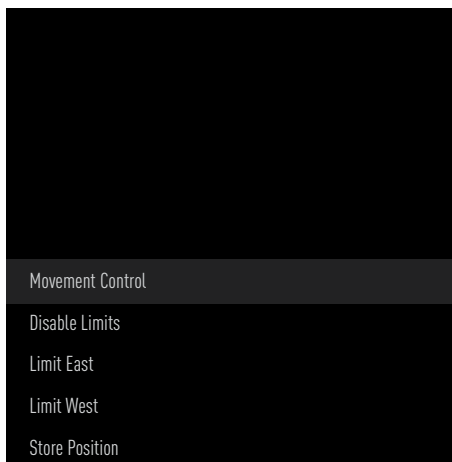 Movement Control
Disable Limits
Limit East
Limit West
Store Position